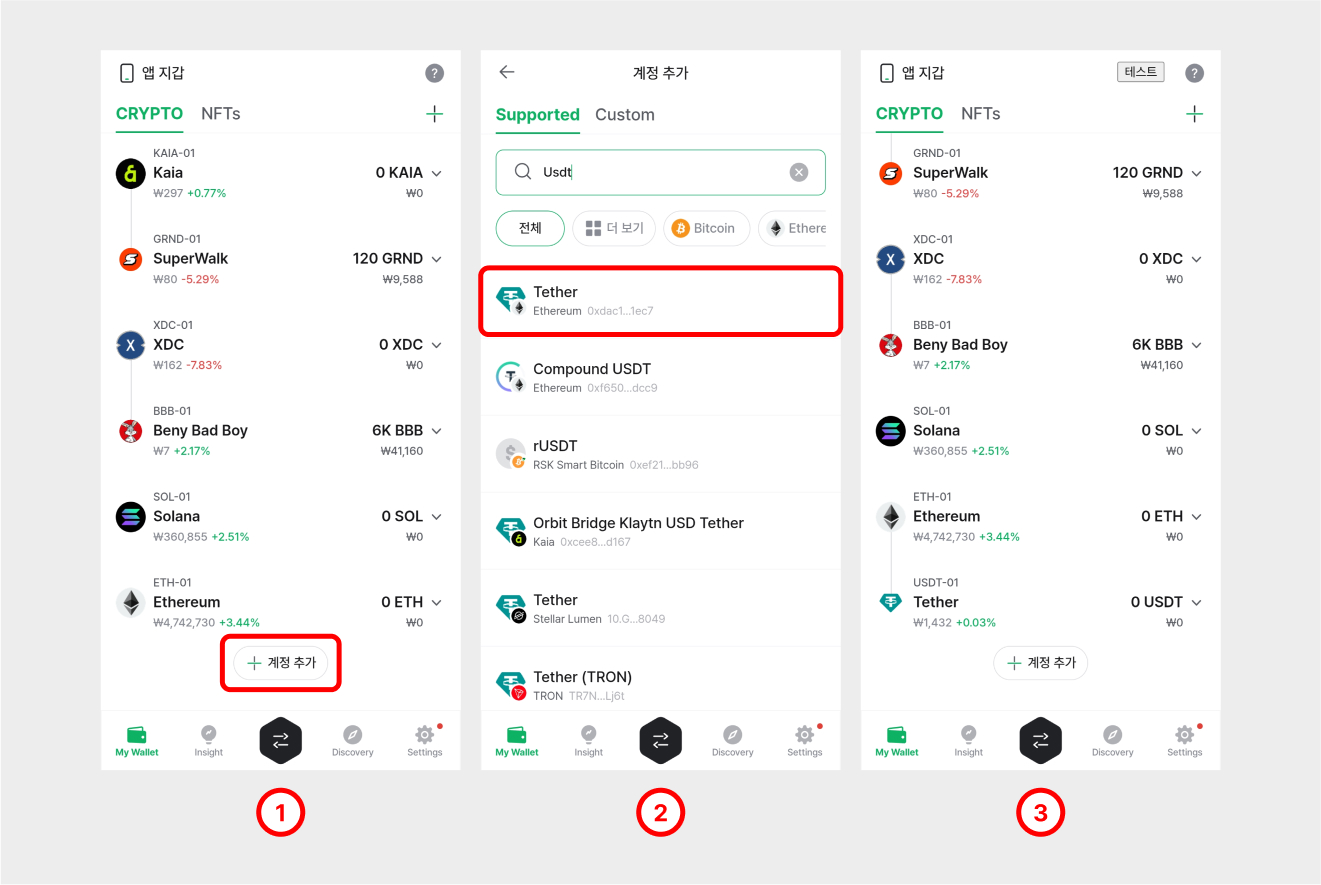 앱 지갑
?
CRYPTO NFTs
KAIA-01
Kaia 0 KAIA
₩297 +0.77% ₩0
GRND-01
SuperWalk 120 GRND
₩80 -5.29% ₩9,588
XDC-01
XDC 0 XDC
₩162 -7.83% ₩0
BBB-01
Beny Bad Boy 6K BBB
₩7 +2.17% ₩41,160
SOL-01
Solana 0 SOL
₩360,855 +2.51% ₩0
ETH-01
Ethereum 0 ETH
₩4,742,730 +3.44% ₩0
계정 추가
My Wallet Insight Discovery Settings
1
계정 추가
Supported Custom
Usdt
전체 더 보기 Bitcoin Ethere
Tether
Ethereum 0xdac1...1ec7
Compound USDT
Ethereum 0xf650...dcc9
rUSDT
RSK Smart Bitcoin 0xef21...bb96
Orbit Bridge Klaytn USD Tether
Kaia 0xcee8...d167
Tether
Stellar Lumen 10.G...8049
Tether (TRON)
TRON TR7N...Lj6t
My Wallet Insight Discovery Settings
2
앱 지갑 테스트 ?
CRYPTO NFTs
GRND-01
SuperWalk 120 GRND
₩80 -5.29% ₩9,588
XDC-01
XDC 0 XDC
₩162 -7.83% ₩0
BBB-01
Beny Bad Boy 6K BBB
₩7 +2.17% ₩41,160
SOL-01
Solana 0 SOL
₩360,855 +2.51% ₩0
ETH-01
Ethereum 0 ETH
₩4,742,730 +3.44% ₩0
USDT-01
Tether 0 USDT
₩1,432 +0.03% ₩0
계정 추가
My Wallet Insight Discovery Settings
3